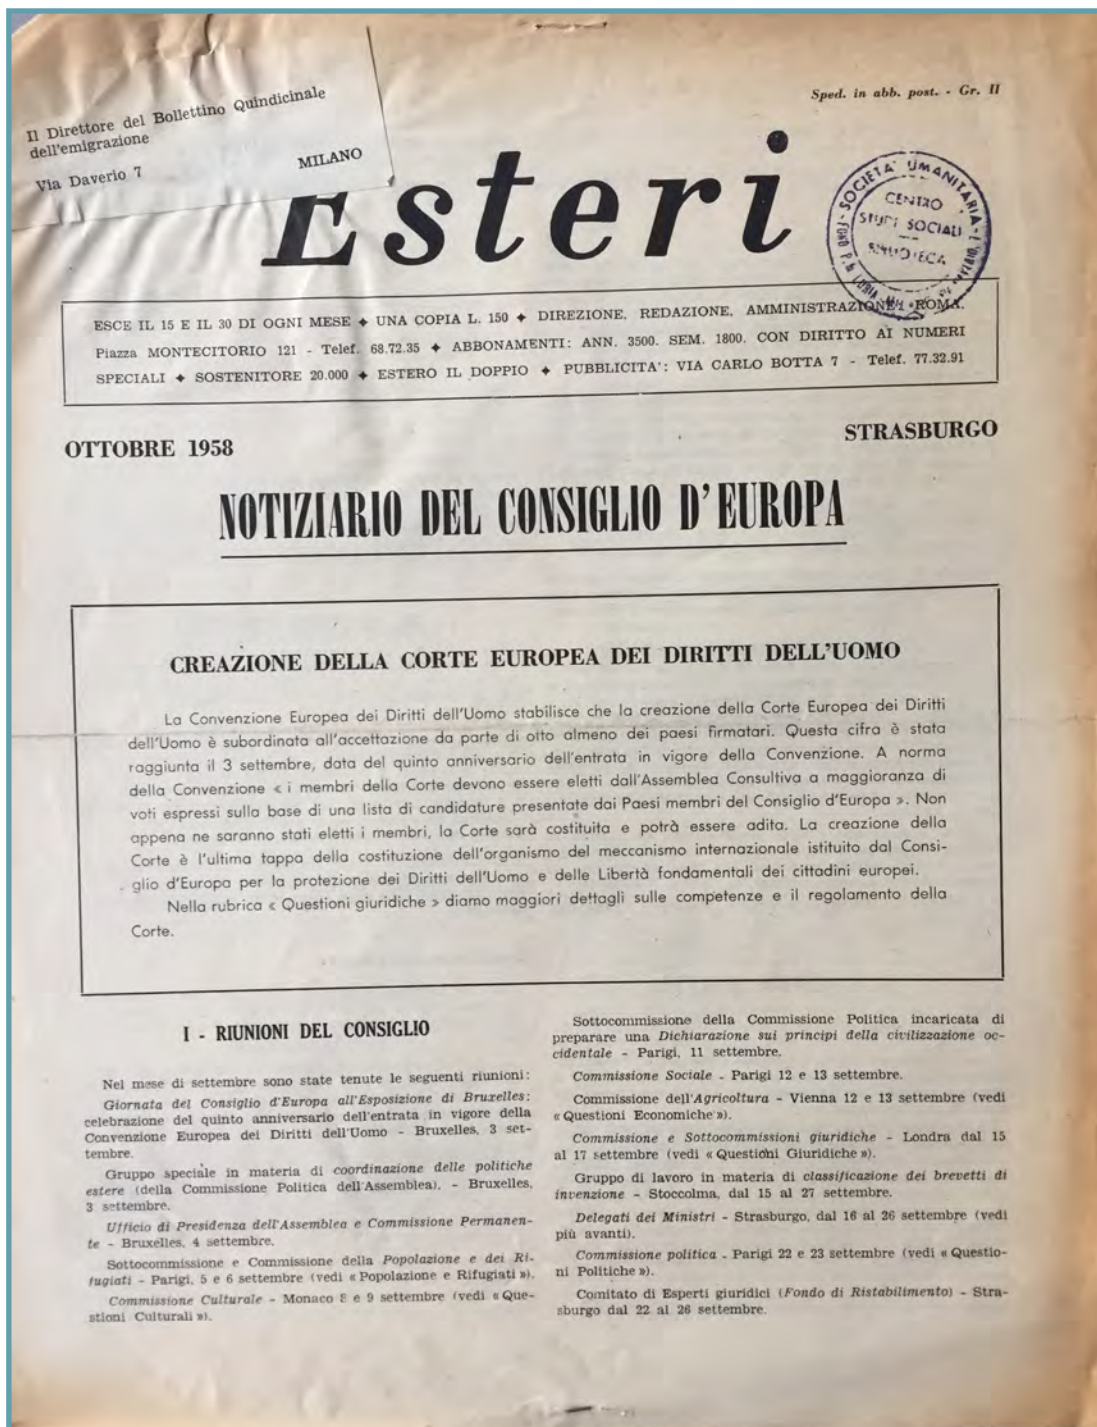 Il Direttore del Bollettino Quindicinale
dell'emigrazione
Via Daverio 7 MILANO
Sped. in abb. post. - Gr. II
Esteri
SOCIETA' UMANITARIA
CENTRO
STUDI SOCIALI
BIBLIOTECA
ESCE IL 15 E IL 30 DI OGNI MESE ✦ UNA COPIA L. 150 ✦ DIREZIONE, REDAZIONE, AMMINISTRAZIONE: ROMA.
Piazza MONTECITORIO 121 - Telef. 68.72.35 ✦ ABBONAMENTI: ANN. 3500. SEM. 1800. CON DIRITTO AI NUMERI
SPECIALI ✦ SOSTENITORE 20.000 ✦ ESTERO IL DOPPIO ✦ PUBBLICITA': VIA CARLO BOTTA 7 - Telef. 77.32.91
OTTOBRE 1958
STRASBURGO
NOTIZIARIO DEL CONSIGLIO D'EUROPA
CREAZIONE DELLA CORTE EUROPEA DEI DIRITTI DELL'UOMO
La Convenzione Europea dei Diritti dell'Uomo stabilisce che la creazione della Corte Europea dei Diritti
dell'Uomo è subordinata all'accettazione da parte di otto almeno dei paesi firmatari. Questa cifra è stata
raggiunta il 3 settembre, data del quinto anniversario dell'entrata in vigore della Convenzione. A norma
della Convenzione « i membri della Corte devono essere eletti dall'Assemblea Consultiva a maggioranza di
voti espressi sulla base di una lista di candidature presentate dai Paesi membri del Consiglio d'Europa ». Non
appena ne saranno stati eletti i membri, la Corte sarà costituita e potrà essere adita. La creazione della
Corte è l'ultima tappa della costituzione dell'organismo del meccanismo internazionale istituito dal Consi-
glio d'Europa per la protezione dei Diritti dell'Uomo e delle Libertà fondamentali dei cittadini europei.
Nella rubrica « Questioni giuridiche » diamo maggiori dettagli sulle competenze e il regolamento della
Corte.
I - RIUNIONI DEL CONSIGLIO
Nel mese di settembre sono state tenute le seguenti riunioni:
Giornata del Consiglio d'Europa all'Esposizione di Bruxelles:
celebrazione del quinto anniversario dell'entrata in vigore della
Convenzione Europea dei Diritti dell'Uomo - Bruxelles, 3 set-
tembre.
Gruppo speciale in materia di coordinazione delle politiche
estere (della Commissione Politica dell'Assemblea). - Bruxelles,
3 settembre.
Ufficio di Presidenza dell'Assemblea e Commissione Permanen-
te - Bruxelles, 4 settembre.
Sottocommissione e Commissione della Popolazione e dei Ri-
fugiati - Parigi, 5 e 6 settembre (vedi « Popolazione e Rifugiati »).
Commissione Culturale - Monaco 8 e 9 settembre (vedi « Que-
stioni Culturali »).
Sottocommissione della Commissione Politica incaricata di
preparare una Dichiarazione sui principi della civilizzazione oc-
cidentale - Parigi, 11 settembre.
Commissione Sociale - Parigi 12 e 13 settembre.
Commissione dell'Agricoltura - Vienna 12 e 13 settembre (vedi
« Questioni Economiche »).
Commissione e Sottocommissioni giuridiche - Londra dal 15
al 17 settembre (vedi « Questioni Giuridiche »).
Gruppo di lavoro in materia di classificazione dei brevetti di
invenzione - Stoccolma, dal 15 al 27 settembre.
Delegati dei Ministri - Strasburgo, dal 16 al 26 settembre (vedi
più avanti).
Commissione politica - Parigi 22 e 23 settembre (vedi « Questio-
ni Politiche »).
Comitato di Esperti giuridici (Fondo di Ristabilimento) - Stra-
sburgo dal 22 al 26 settembre.